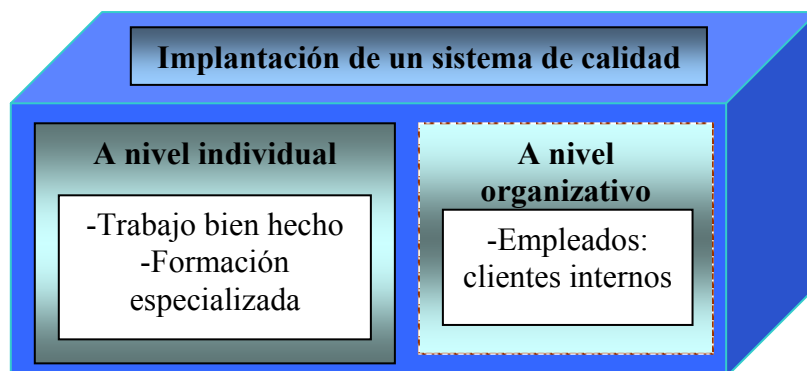 Implantación de un sistema de calidad
A nivel individual
-Trabajo bien hecho
-Formación
especializada
A nivel
organizativo
-Empleados:
clientes internos